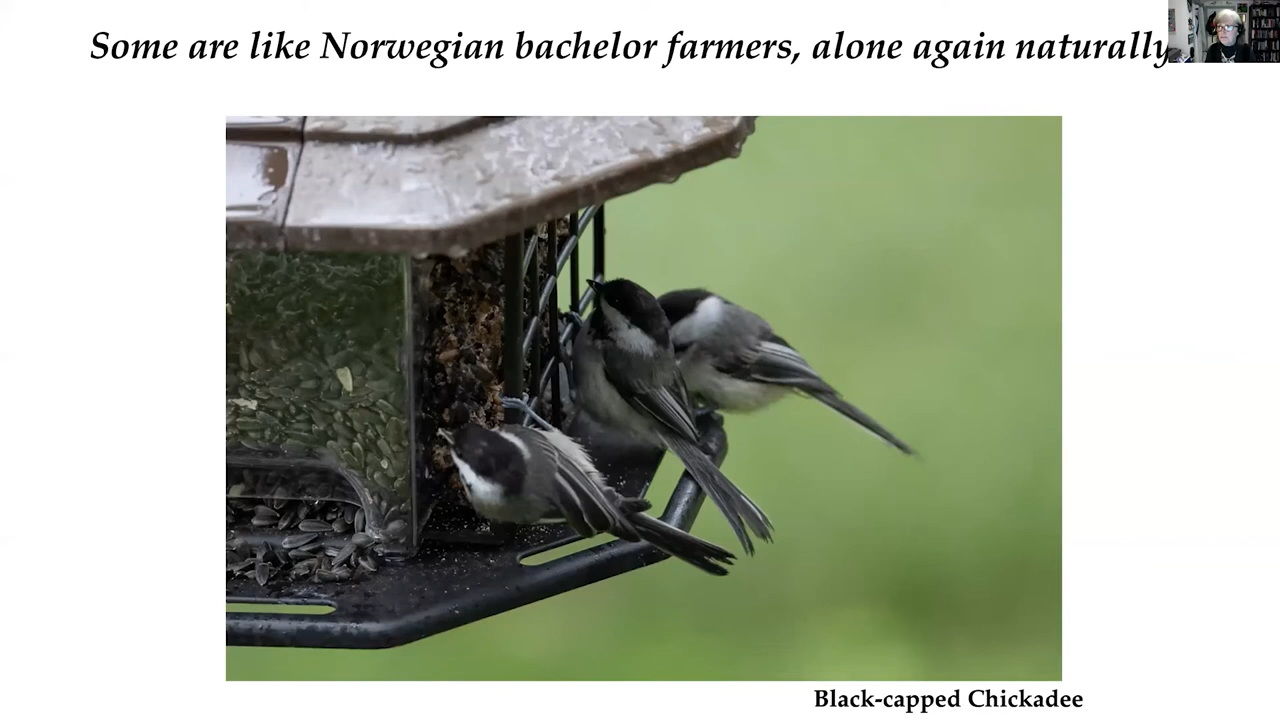 Some are like Norwegian bachelor farmers, alone again naturally
Black-capped Chickadee